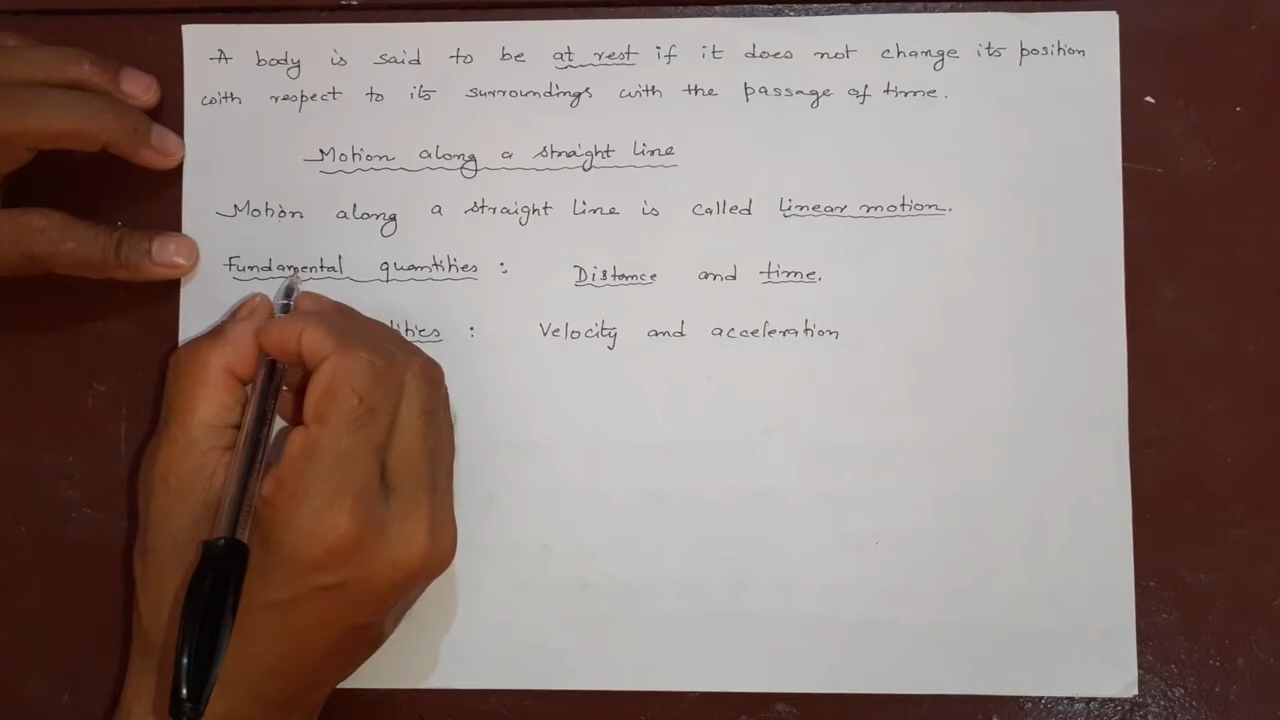 A body is said to be at rest if it does not change its position
with respect to its surroundings with the passage of time.
Motion along a straight line
Motion along a straight line is called linear motion.
Fundamental quantities : Distance and time.
: Velocity and acceleration